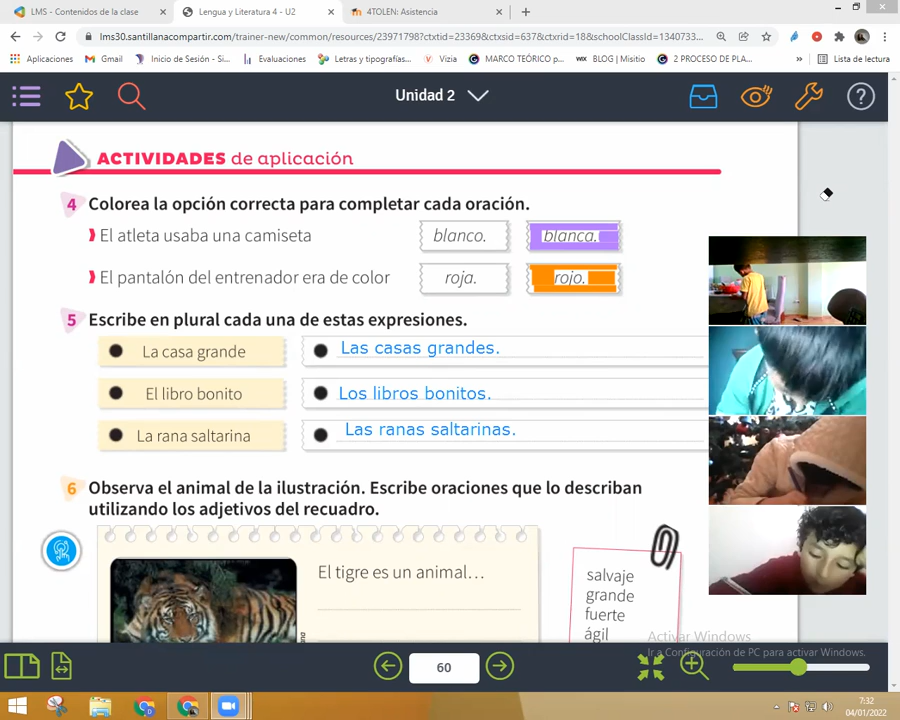 LMS - Contenidos de la clase
Lengua y Literatura 4 - U2
4TOLEN: Asistencia
lms30.santillanacompartir.com/trainer-new/common/resources/23971798?ctxtid=23369&ctxsid=637&ctxtrid=18&schoolClassId=1340733...
Aplicaciones
Gmail
Inicio de Sesión - Sí...
Evaluaciones
Letras y tipografías...
Vizia
MARCO TEÓRICO p...
WIX BLOG | Misitio
2 PROCESO DE PLA...
»
Lista de lectura
Unidad 2
ACTIVIDADES de aplicación
4 Colorea la opción correcta para completar cada oración.
El atleta usaba una camiseta blanco. blanca.
El pantalón del entrenador era de color roja. rojo.
5 Escribe en plural cada una de estas expresiones.
La casa grande Las casas grandes.
El libro bonito Los libros bonitos.
La rana saltarina Las ranas saltarinas.
6 Observa el animal de la ilustración. Escribe oraciones que lo describan
utilizando los adjetivos del recuadro.
El tigre es un animal...
salvaje
grande
fuerte
ágil
Activar Windows
Ir a Configuración de PC para activar Windows.
60
7:32
04/01/2022